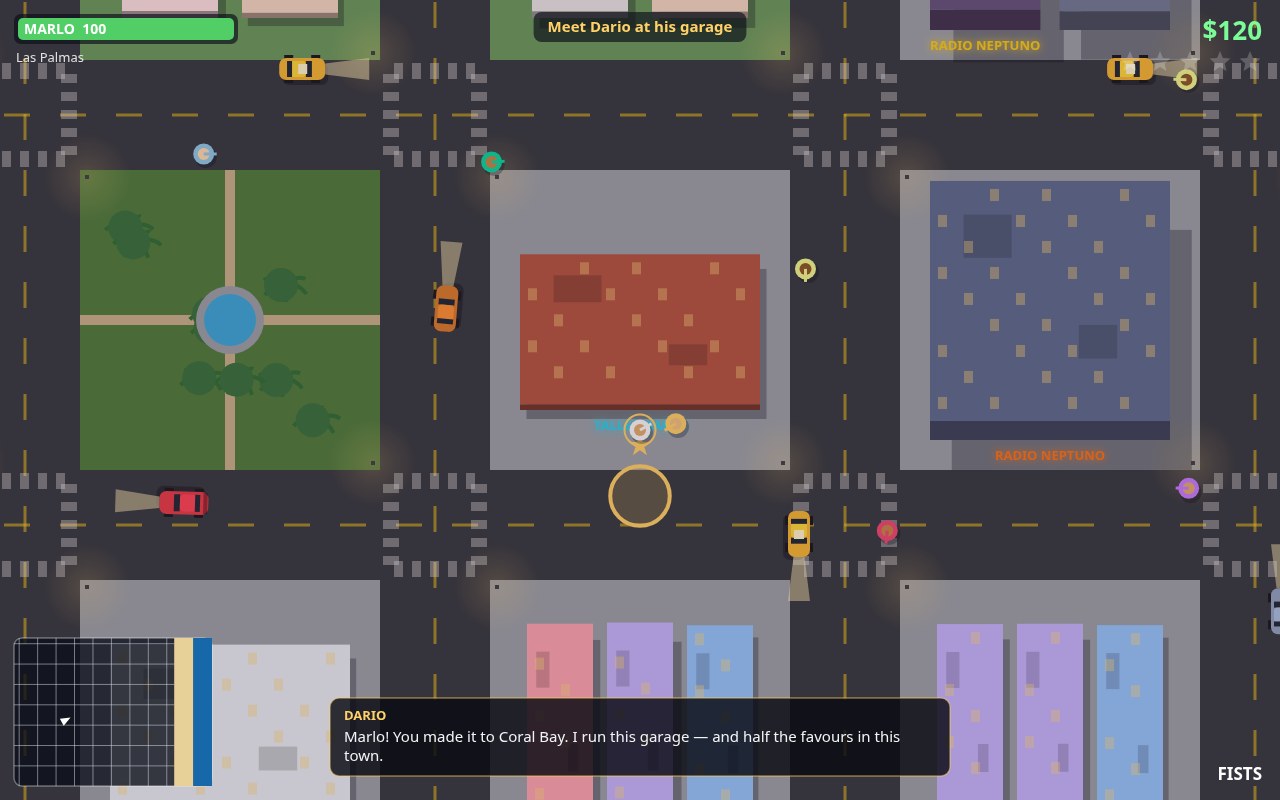 MARLO 100
Las Palmas
Meet Dario at his garage
$120
RADIO NEPTUNO
RADIO NEPTUNO
DARIO
Marlo! You made it to Coral Bay. I run this garage — and half the favours in this
town.
FISTS